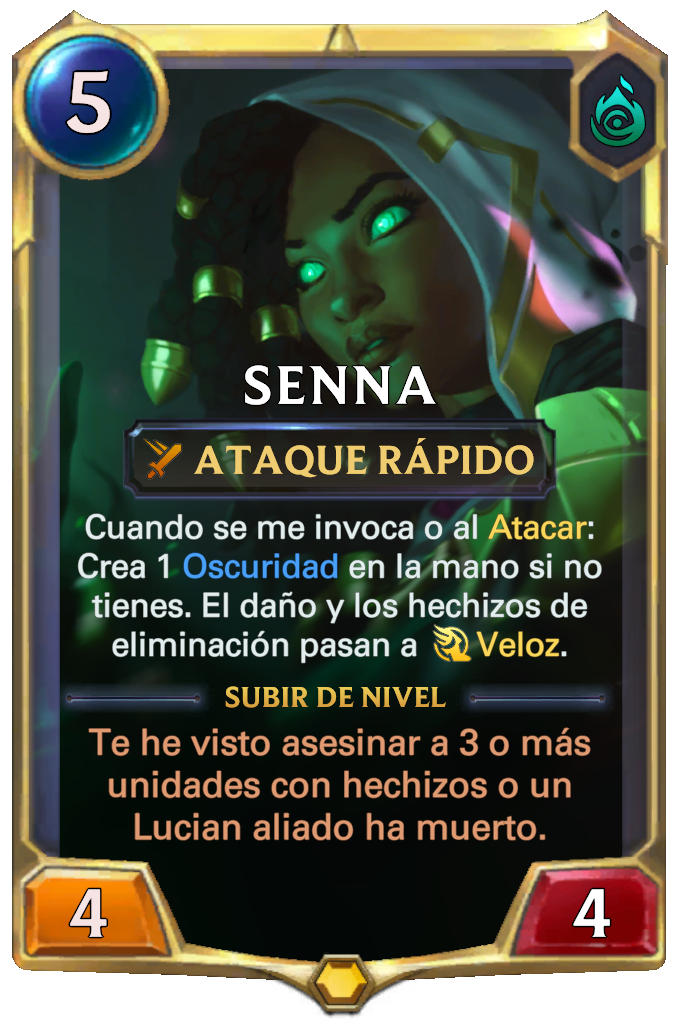 5
SENNA
ATAQUE RÁPIDO
Cuando se me invoca o al Atacar:
Crea 1 Oscuridad en la mano si no
tienes. El daño y los hechizos de
eliminación pasan a Veloz.
SUBIR DE NIVEL
Te he visto asesinar a 3 o más
unidades con hechizos o un
Lucian aliado ha muerto.
4
4